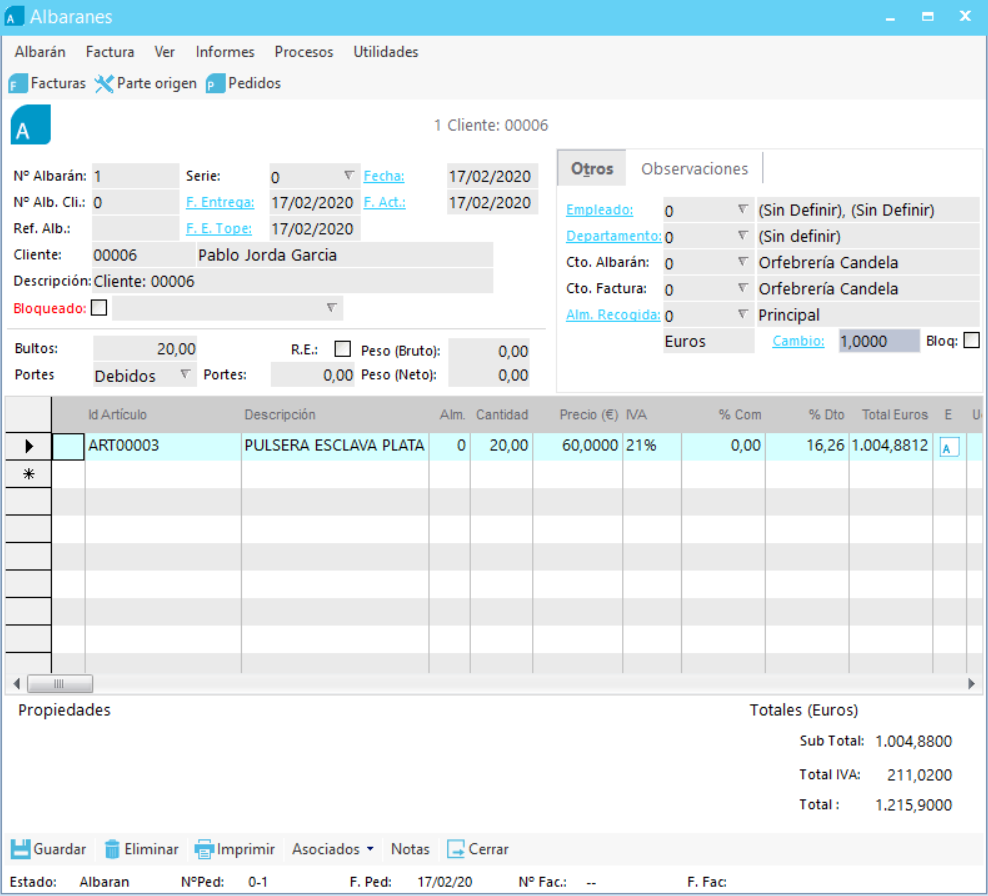 A Albaranes
Albarán Factura Ver Informes Procesos Utilidades
F Facturas Parte origen P Pedidos
A 1 Cliente: 00006
Nº Albarán: 1 Serie: 0 Fecha: 17/02/2020
Nº Alb. Cli.: 0 F. Entrega: 17/02/2020 F. Act.: 17/02/2020
Ref. Alb.: F. E. Tope: 17/02/2020
Cliente: 00006 Pablo Jorda Garcia
Descripción: Cliente: 00006
Bloqueado:
Bultos: 20,00 R.E.: Peso (Bruto): 0,00
Portes Debidos Portes: 0,00 Peso (Neto): 0,00
Otros Observaciones
Empleado: 0 (Sin Definir), (Sin Definir)
Departamento: 0 (Sin definir)
Cto. Albarán: 0 Orfebrería Candela
Cto. Factura: 0 Orfebrería Candela
Alm. Recogida: 0 Principal
Euros Cambio: 1,0000 Bloq:
Id Artículo Descripción Alm. Cantidad Precio (€) IVA % Com % Dto Total Euros E
ART00003 PULSERA ESCLAVA PLATA 0 20,00 60,0000 21% 0,00 16,26 1.004,8812 A
Propiedades Totales (Euros)
Sub Total: 1.004,8800
Total IVA: 211,0200
Total : 1.215,9000
Guardar Eliminar Imprimir Asociados Notas Cerrar
Estado: Albaran NºPed: 0-1 F. Ped: 17/02/20 Nº Fac.: -- F. Fac: